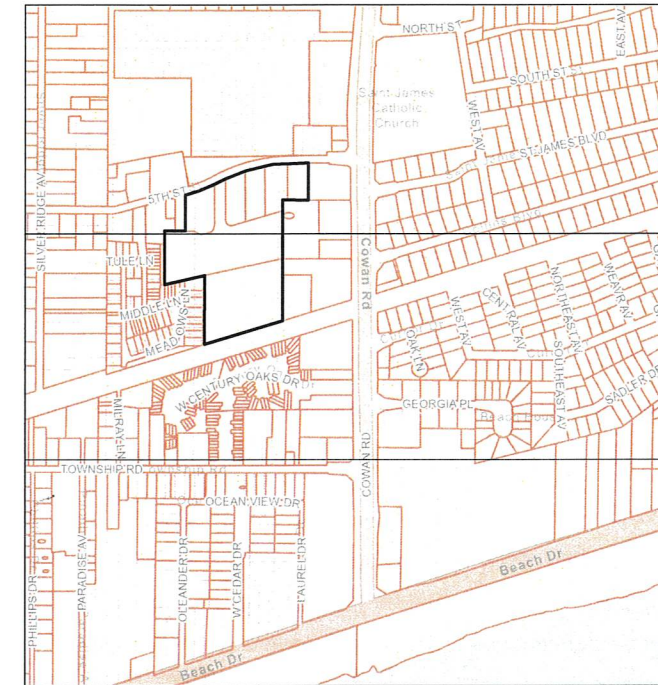 NORTH ST
EAST AV
SOUTH ST
Saint James
Catholic
Church
WEST AV
ST JAMES BLVD
5TH ST
SILVER RIDGE AV
TULE LN
MIDDLE LN
MEADOWS LN
Cowan Rd
WEST AV
CENTRAL AV
NORTHEAST AV
WEAVR AV
OAK LN
SOUTHEAST AV
SADLER DR
W CENTURY OAKS DR
GEORGIA PL
MILRAY LN
TOWNSHIP RD
COWAN RD
OCEAN VIEW DR
PHILLIPS DR
PARADISE AV
OLEANDER DR
W CEDAR DR
LAUREL DR
Beach Dr
Beach Dr